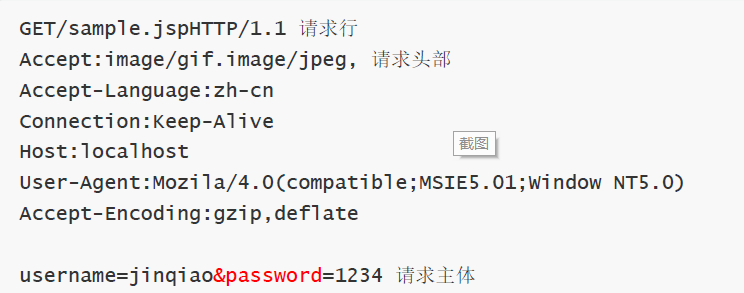 GET/sample.jspHTTP/1.1 请求行
Accept:image/gif.image/jpeg, 请求头部
Accept-Language:zh-cn
Connection:Keep-Alive
截图
Host:localhost
User-Agent:Mozila/4.0(compatible;MSIE5.01;Window NT5.0)
Accept-Encoding:gzip,deflate
username=jinqiao&password=1234 请求主体